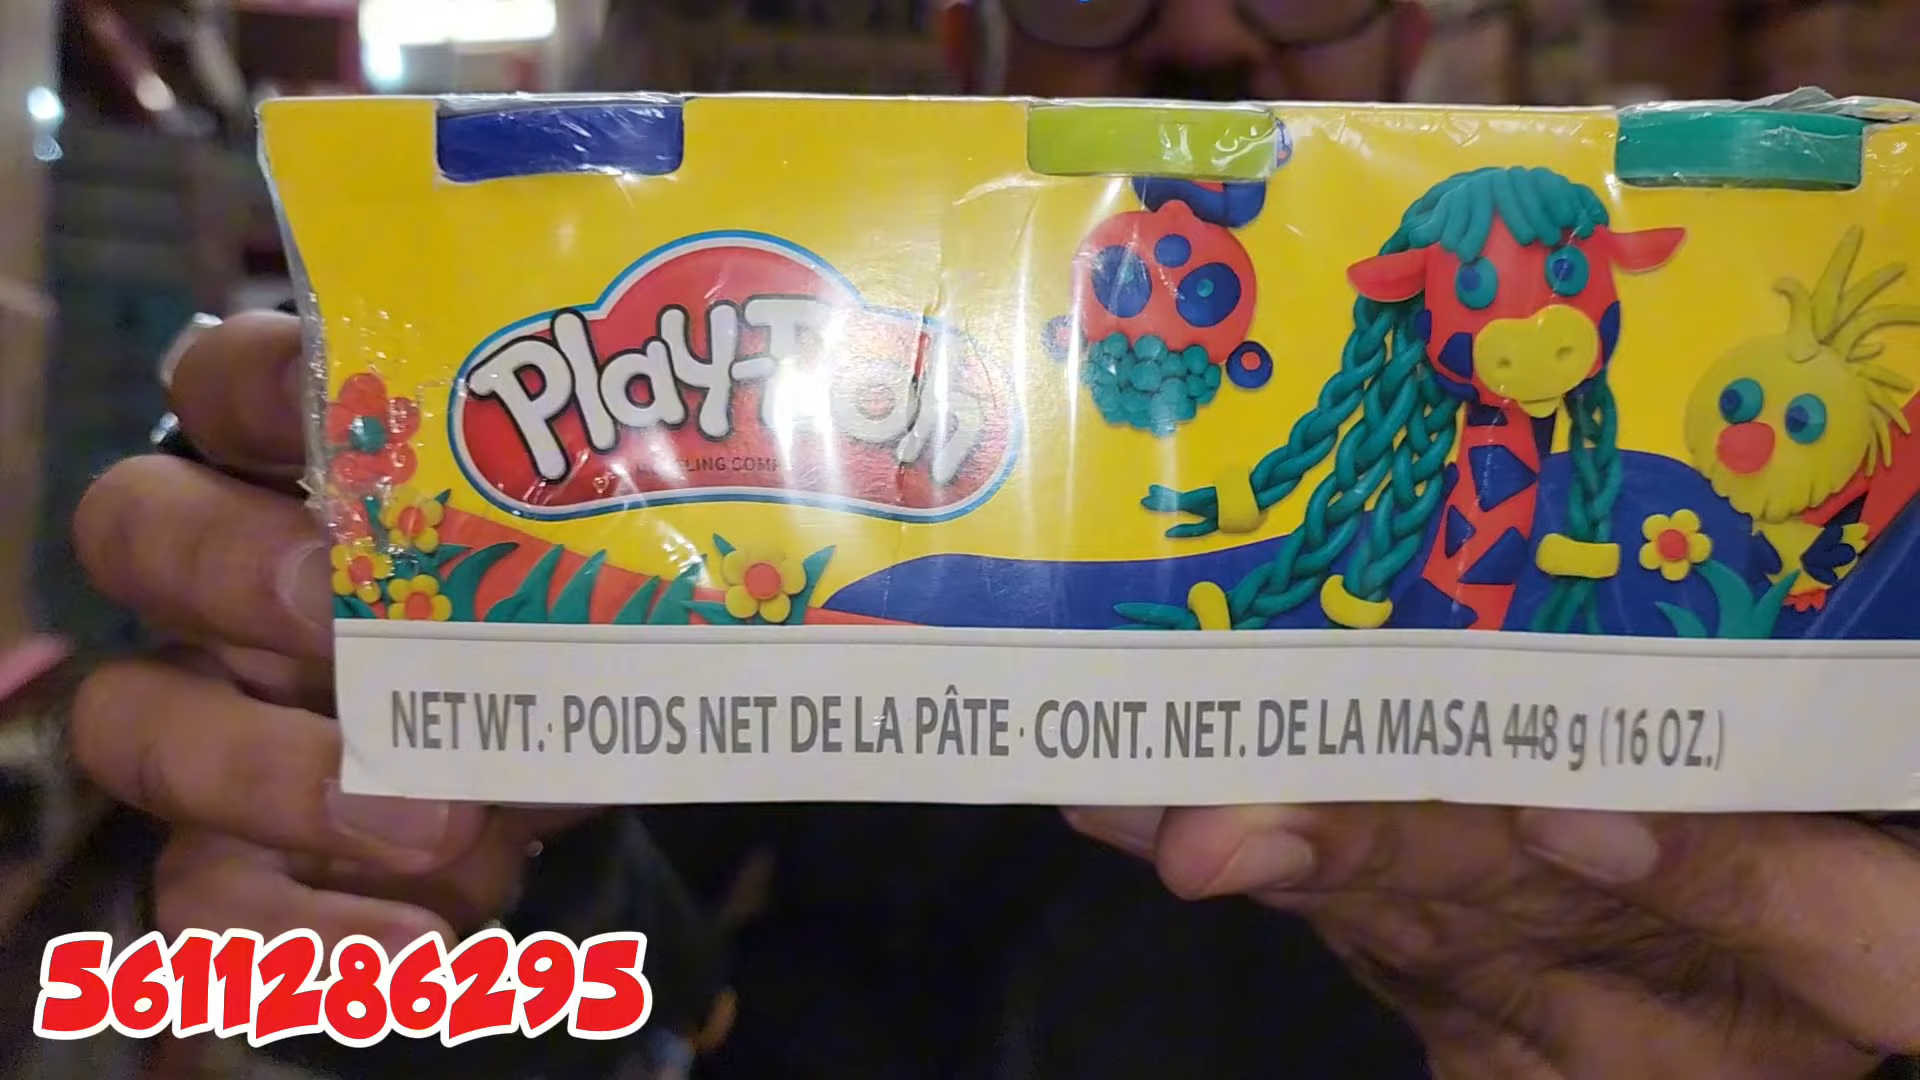 Play-Doh
NET WT.· POIDS NET DE LA PÂTE · CONT. NET. DE LA MASA 448 g (16 OZ.)
5611286295